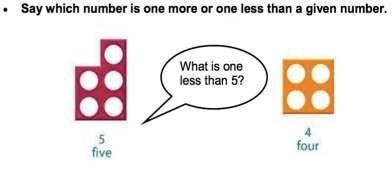 • Say which number is one more or one less than a given number.
What is one
less than 5?
5
five
4
four